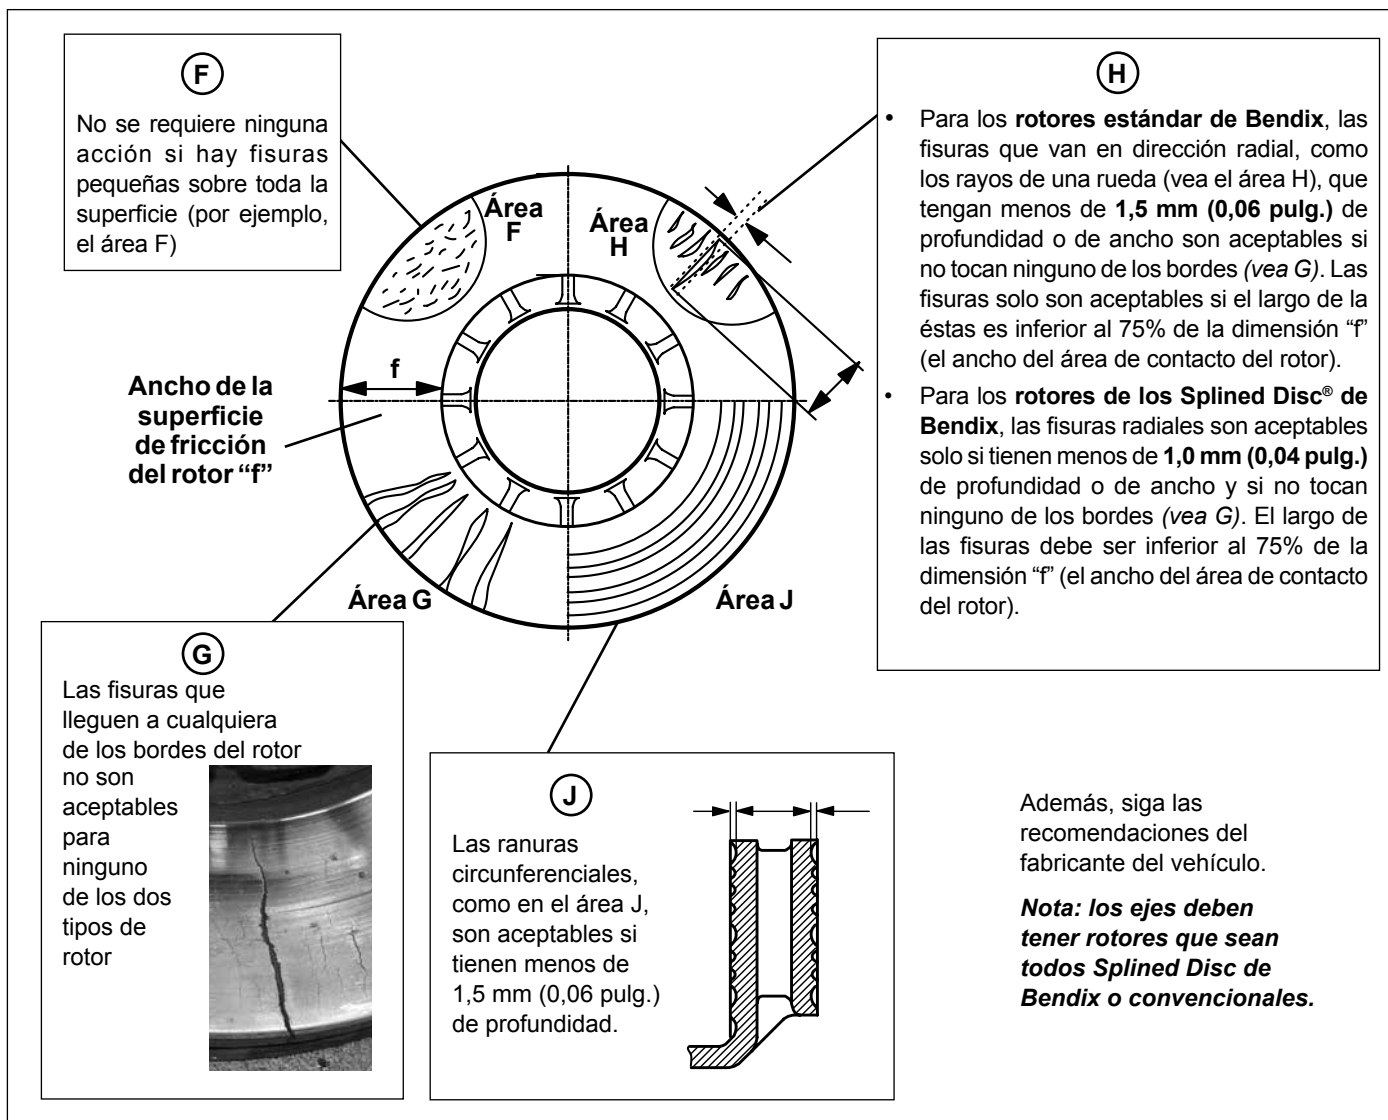 F
No se requiere ninguna
acción si hay fisuras
pequeñas sobre toda la
superficie (por ejemplo,
el área F)
H
• Para los rotores estándar de Bendix, las
fisuras que van en dirección radial, como
los rayos de una rueda (vea el área H), que
tengan menos de 1,5 mm (0,06 pulg.) de
profundidad o de ancho son aceptables si
no tocan ninguno de los bordes (vea G). Las
fisuras solo son aceptables si el largo de la
éstas es inferior al 75% de la dimensión “f”
(el ancho del área de contacto del rotor).
• Para los rotores de los Splined Disc® de
Bendix, las fisuras radiales son aceptables
solo si tienen menos de 1,0 mm (0,04 pulg.)
de profundidad o de ancho y si no tocan
ninguno de los bordes (vea G). El largo de
las fisuras debe ser inferior al 75% de la
dimensión “f” (el ancho del área de contacto
del rotor).
Área
F
Área
H
f
Ancho de la
superficie
de fricción
del rotor “f”
Área G
Área J
G
Las fisuras que
lleguen a cualquiera
de los bordes del rotor
no son
aceptables
para
ninguno
de los dos
tipos de
rotor
J
Las ranuras
circunferenciales,
como en el área J,
son aceptables si
tienen menos de
1,5 mm (0,06 pulg.)
de profundidad.
Además, siga las
recomendaciones del
fabricante del vehículo.
Nota: los ejes deben
tener rotores que sean
todos Splined Disc de
Bendix o convencionales.